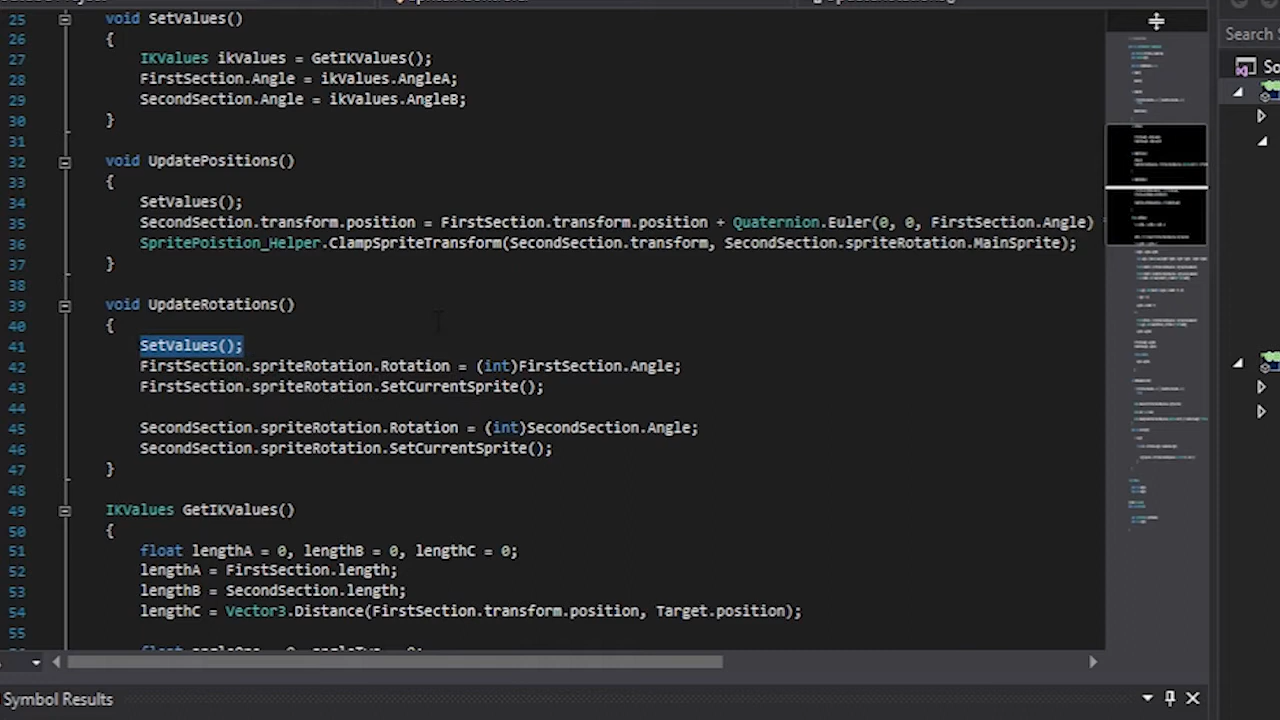 25 void SetValues()
26 {
27 IKValues ikValues = GetIKValues();
28 FirstSection.Angle = ikValues.AngleA;
29 SecondSection.Angle = ikValues.AngleB;
30 }
31
32 void UpdatePositions()
33 {
34 SetValues();
35 SecondSection.transform.position = FirstSection.transform.position + Quaternion.Euler(0, 0, FirstSection.Angle)
36 SpritePoistion_Helper.ClampSpriteTransform(SecondSection.transform, SecondSection.spriteRotation.MainSprite);
37 }
38
39 void UpdateRotations()
40 {
41 SetValues();
42 FirstSection.spriteRotation.Rotation = (int)FirstSection.Angle;
43 FirstSection.spriteRotation.SetCurrentSprite();
44
45 SecondSection.spriteRotation.Rotation = (int)SecondSection.Angle;
46 SecondSection.spriteRotation.SetCurrentSprite();
47 }
48
49 IKValues GetIKValues()
50 {
51 float lengthA = 0, lengthB = 0, lengthC = 0;
52 lengthA = FirstSection.length;
53 lengthB = SecondSection.length;
54 lengthC = Vector3.Distance(FirstSection.transform.position, Target.position);
55
Search
So
Symbol Results